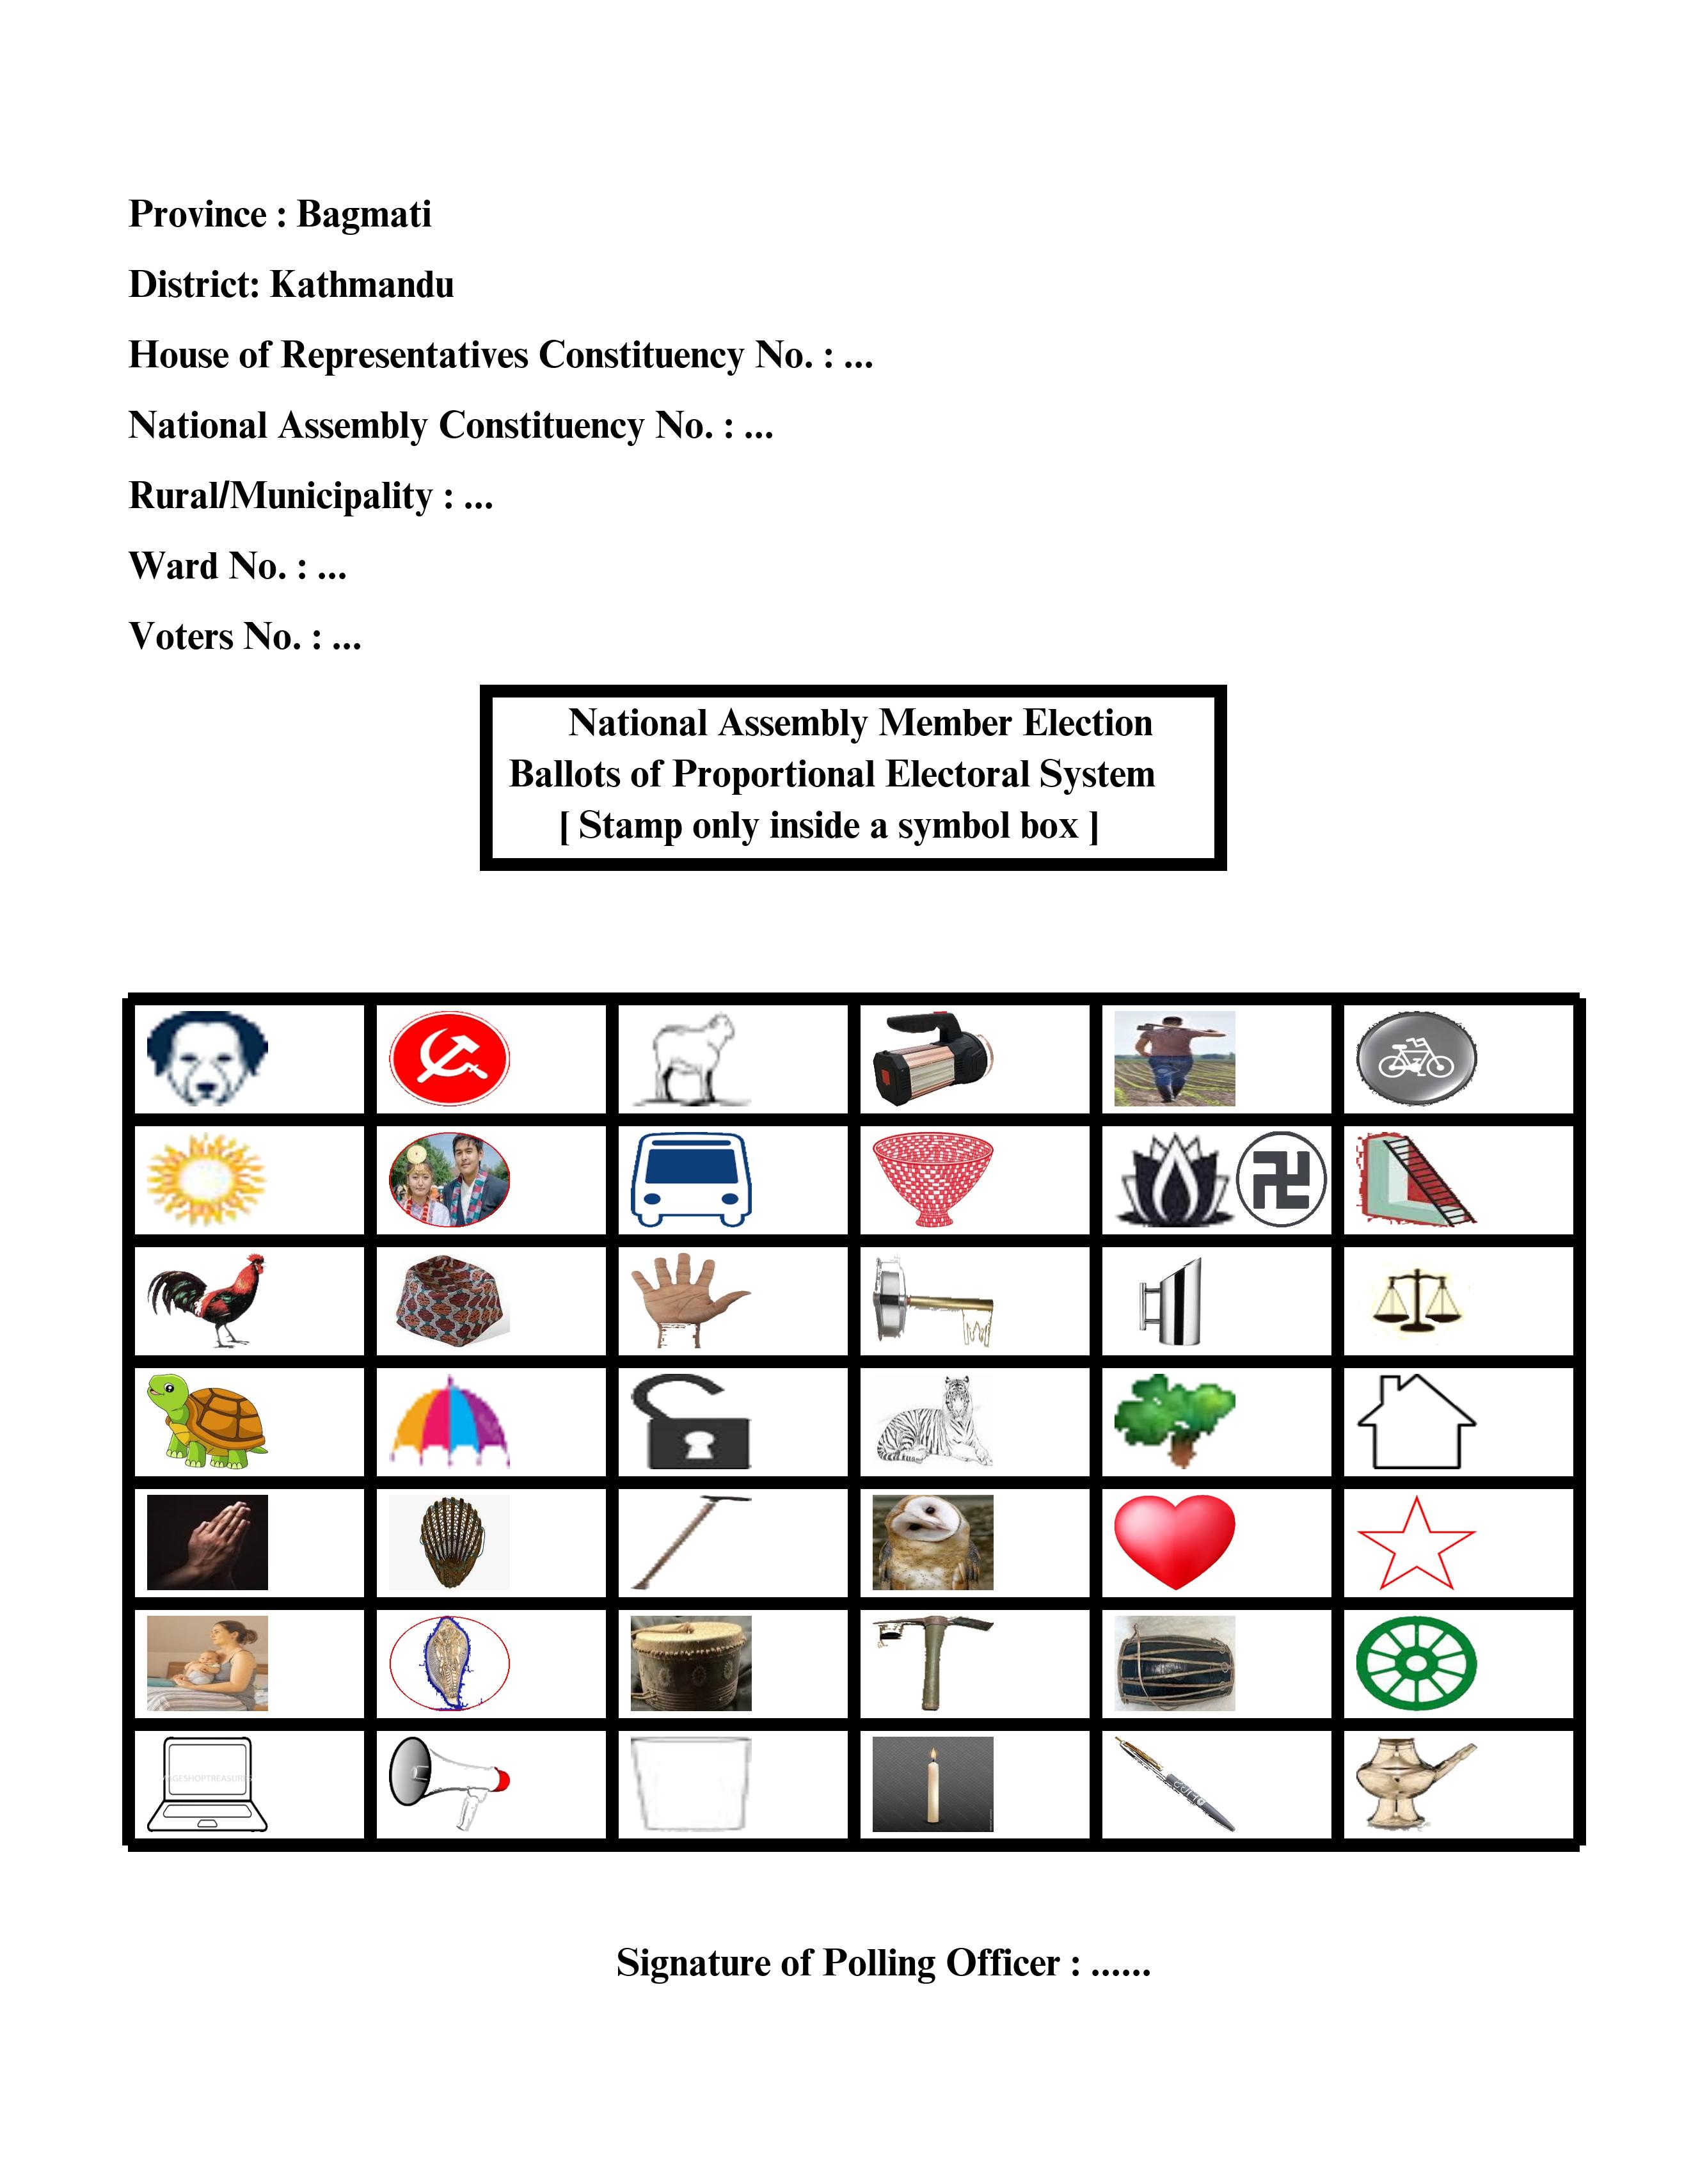 Province : Bagmati
District: Kathmandu
House of Representatives Constituency No. : ...
National Assembly Constituency No. : ...
Rural/Municipality : ...
Ward No. : ...
Voters No. : ...
National Assembly Member Election
Ballots of Proportional Electoral System
[ Stamp only inside a symbol box ]
Signature of Polling Officer : ......